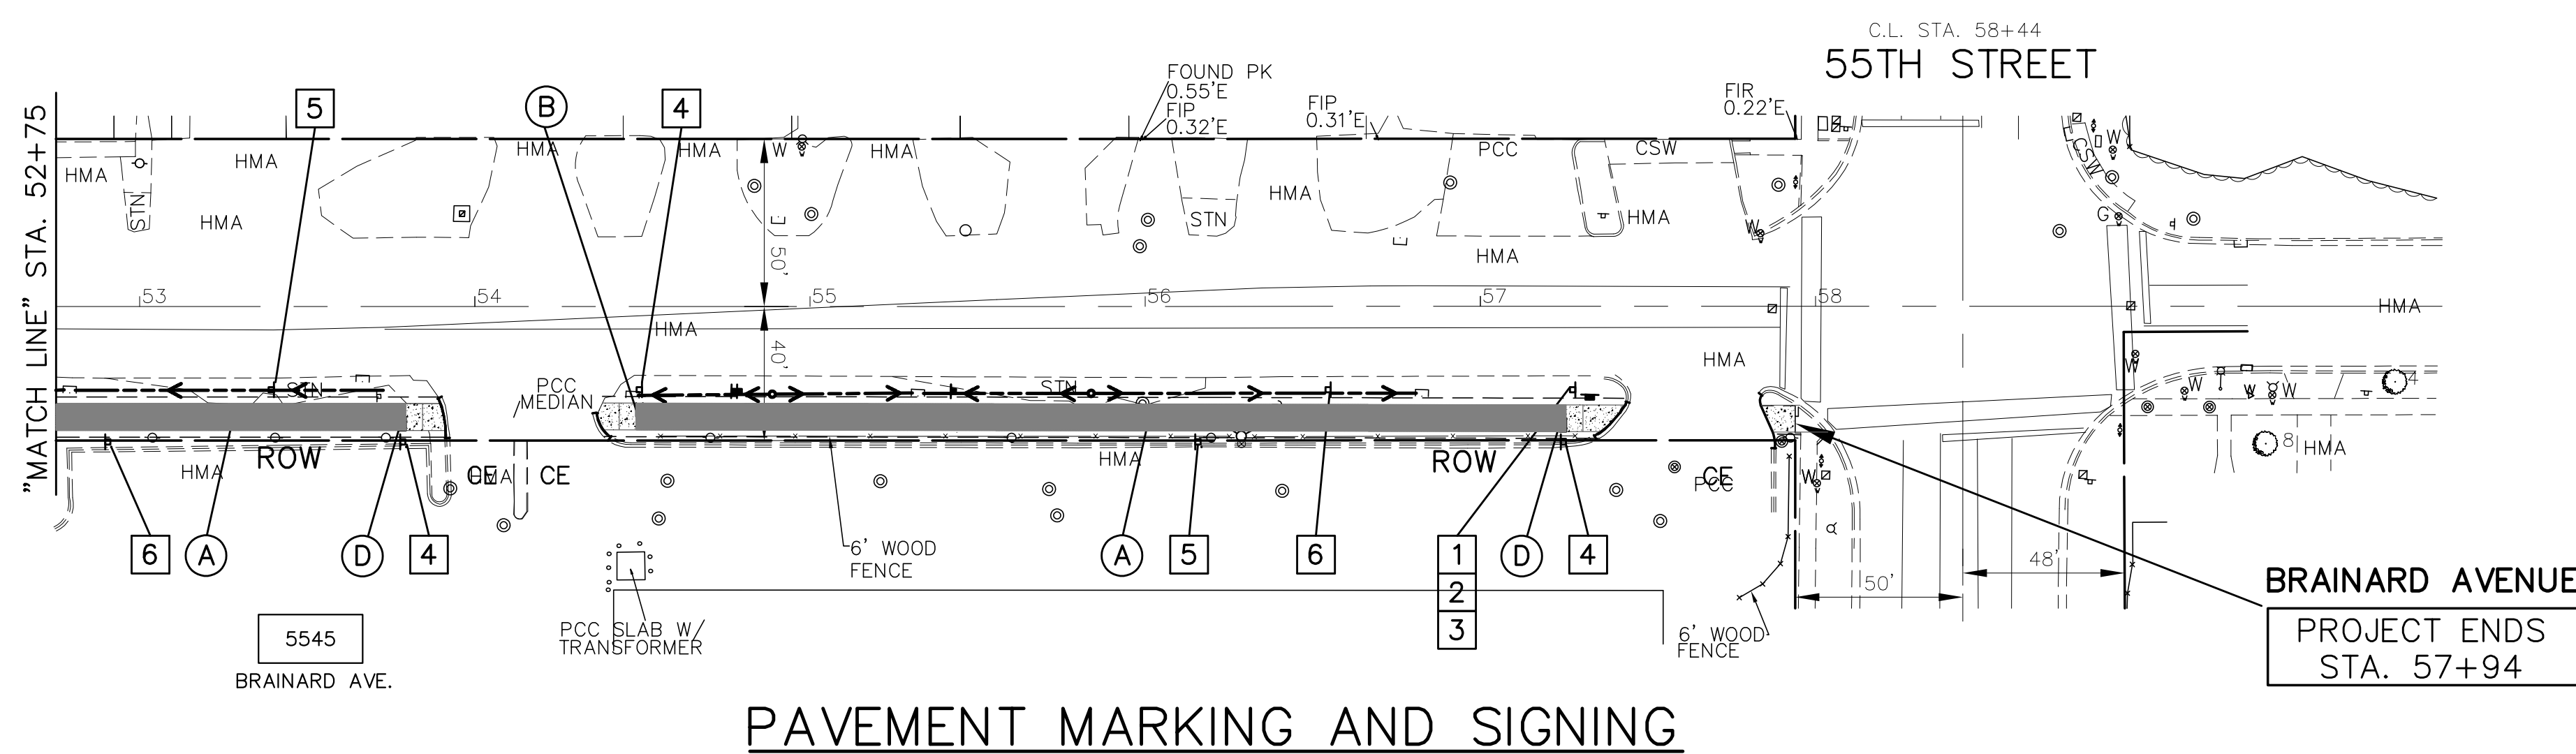 C.L. STA. 58+44
55TH STREET
"MATCH LINE" STA. 52+75
5
B
4
FOUND PK
0.55'E
FIP
0.32'E
FIP
0.31'E
FIR
0.22'E
HMA
HMA
STN
HMA
HMA
HMA
W
HMA
STN
HMA
PCC
CSW
HMA
HMA
W
W
CSW
G
50'
53
54
55
56
57
58
HMA
HMA
40'
HMA
W
STN
PCC
MEDIAN
STN
W
W
4
HMA
ROW
HMA
CE
CE
HMA
ROW
CE
PCC
W
8
HMA
6
A
D
4
6' WOOD
FENCE
A
5
6
1
2
3
D
4
50'
48'
BRAINARD AVENUE
PROJECT ENDS
STA. 57+94
5545
BRAINARD AVE.
PCC SLAB W/
TRANSFORMER
6' WOOD
FENCE
PAVEMENT MARKING AND SIGNING